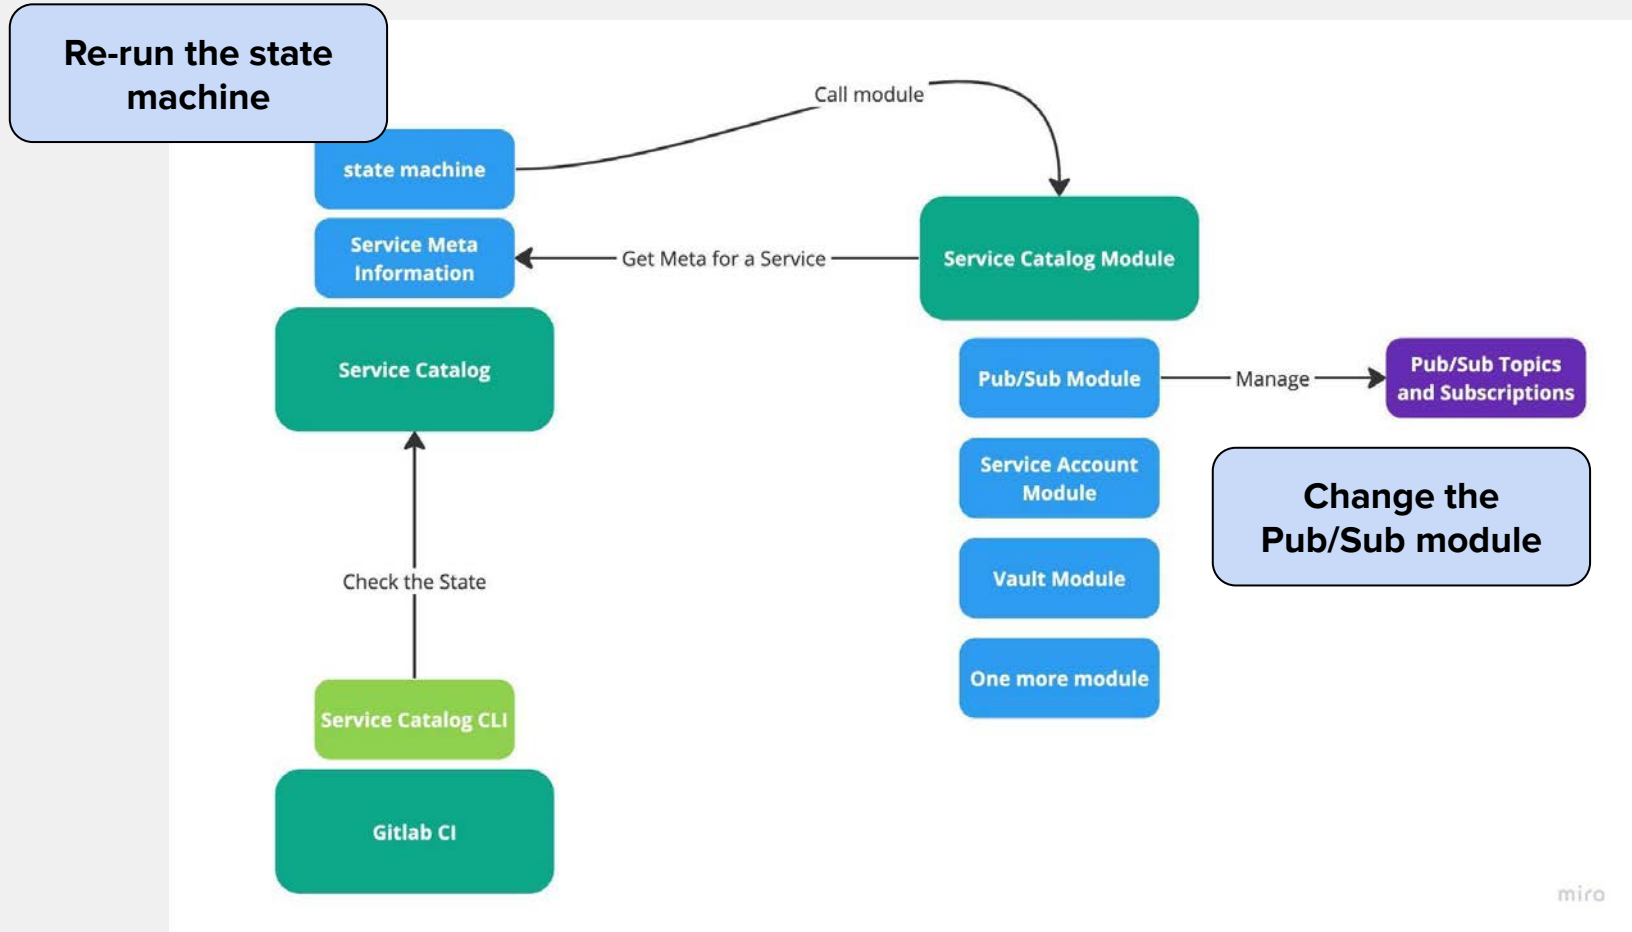 Re-run the state
machine
Call module
state machine
Service Meta
Information
Get Meta for a Service
Service Catalog Module
Service Catalog
Pub/Sub Module
Manage
Pub/Sub Topics
and Subscriptions
Service Account
Module
Change the
Pub/Sub module
Vault Module
Check the State
One more module
Service Catalog CLI
Gitlab CI
miro